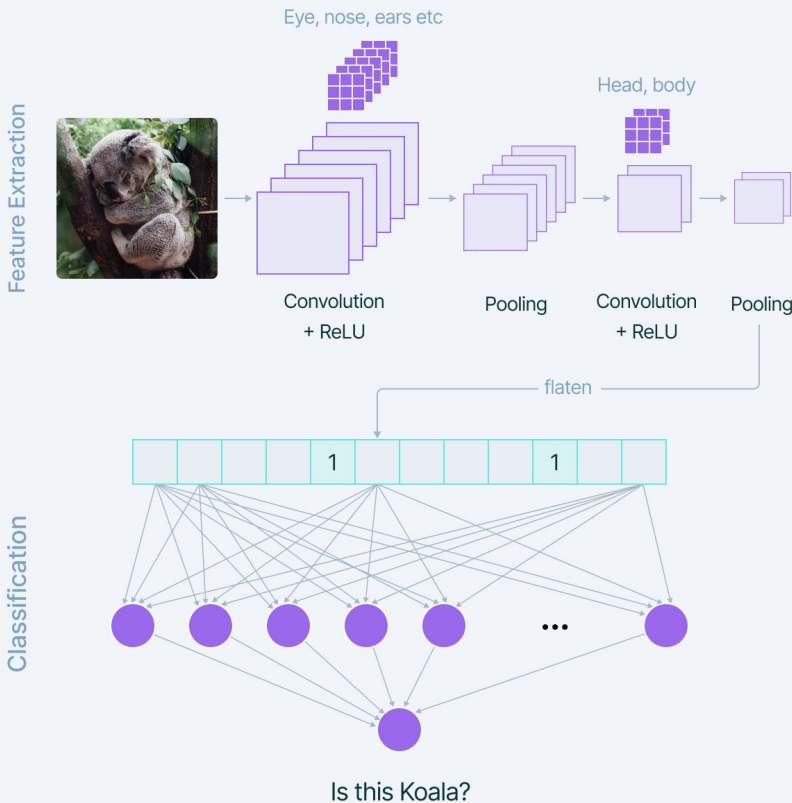 Eye, nose, ears etc
Head, body
Feature Extraction
Convolution
+ ReLU
Pooling
Convolution
+ ReLU
Pooling
flaten
1
1
Classification
...
Is this Koala?